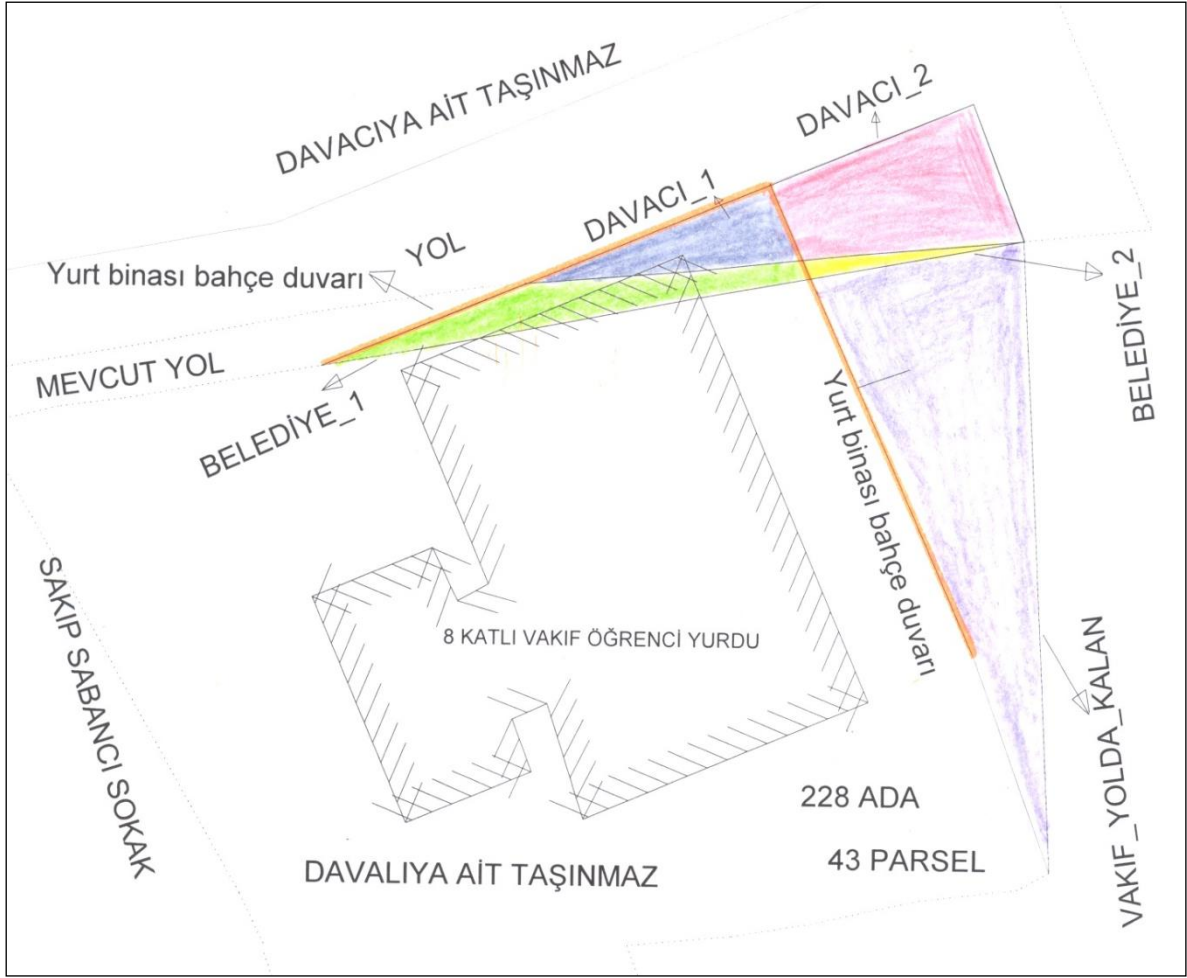 DAVACIYA AİT TAŞINMAZ
DAVACI_2
DAVACI_1
YOL
Yurt binası bahçe duvarı
MEVCUT YOL
BELEDİYE_1
BELEDİYE_2
Yurt binası bahçe duvarı
SAKIP SABANCI SOKAK
8 KATLI VAKIF ÖĞRENCİ YURDU
VAKIF_YOLDA_KALAN
228 ADA
43 PARSEL
DAVALIYA AİT TAŞINMAZ